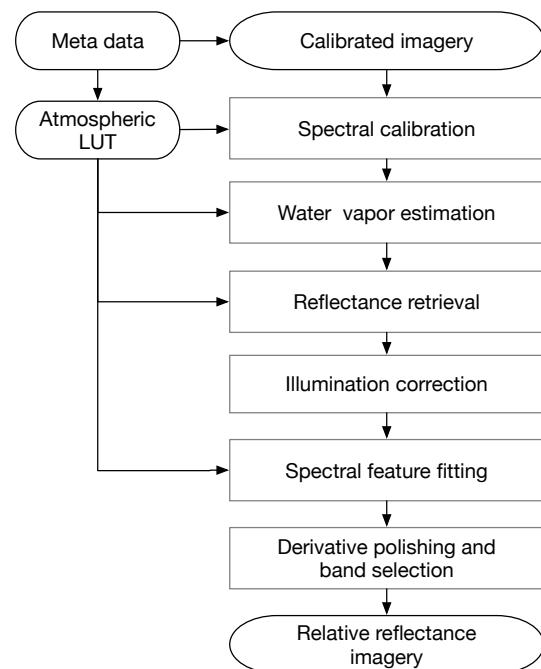 Meta data
Calibrated imagery
Atmospheric
LUT
Spectral calibration
Water vapor estimation
Reflectance retrieval
Illumination correction
Spectral feature fitting
Derivative polishing and
band selection
Relative reflectance
imagery